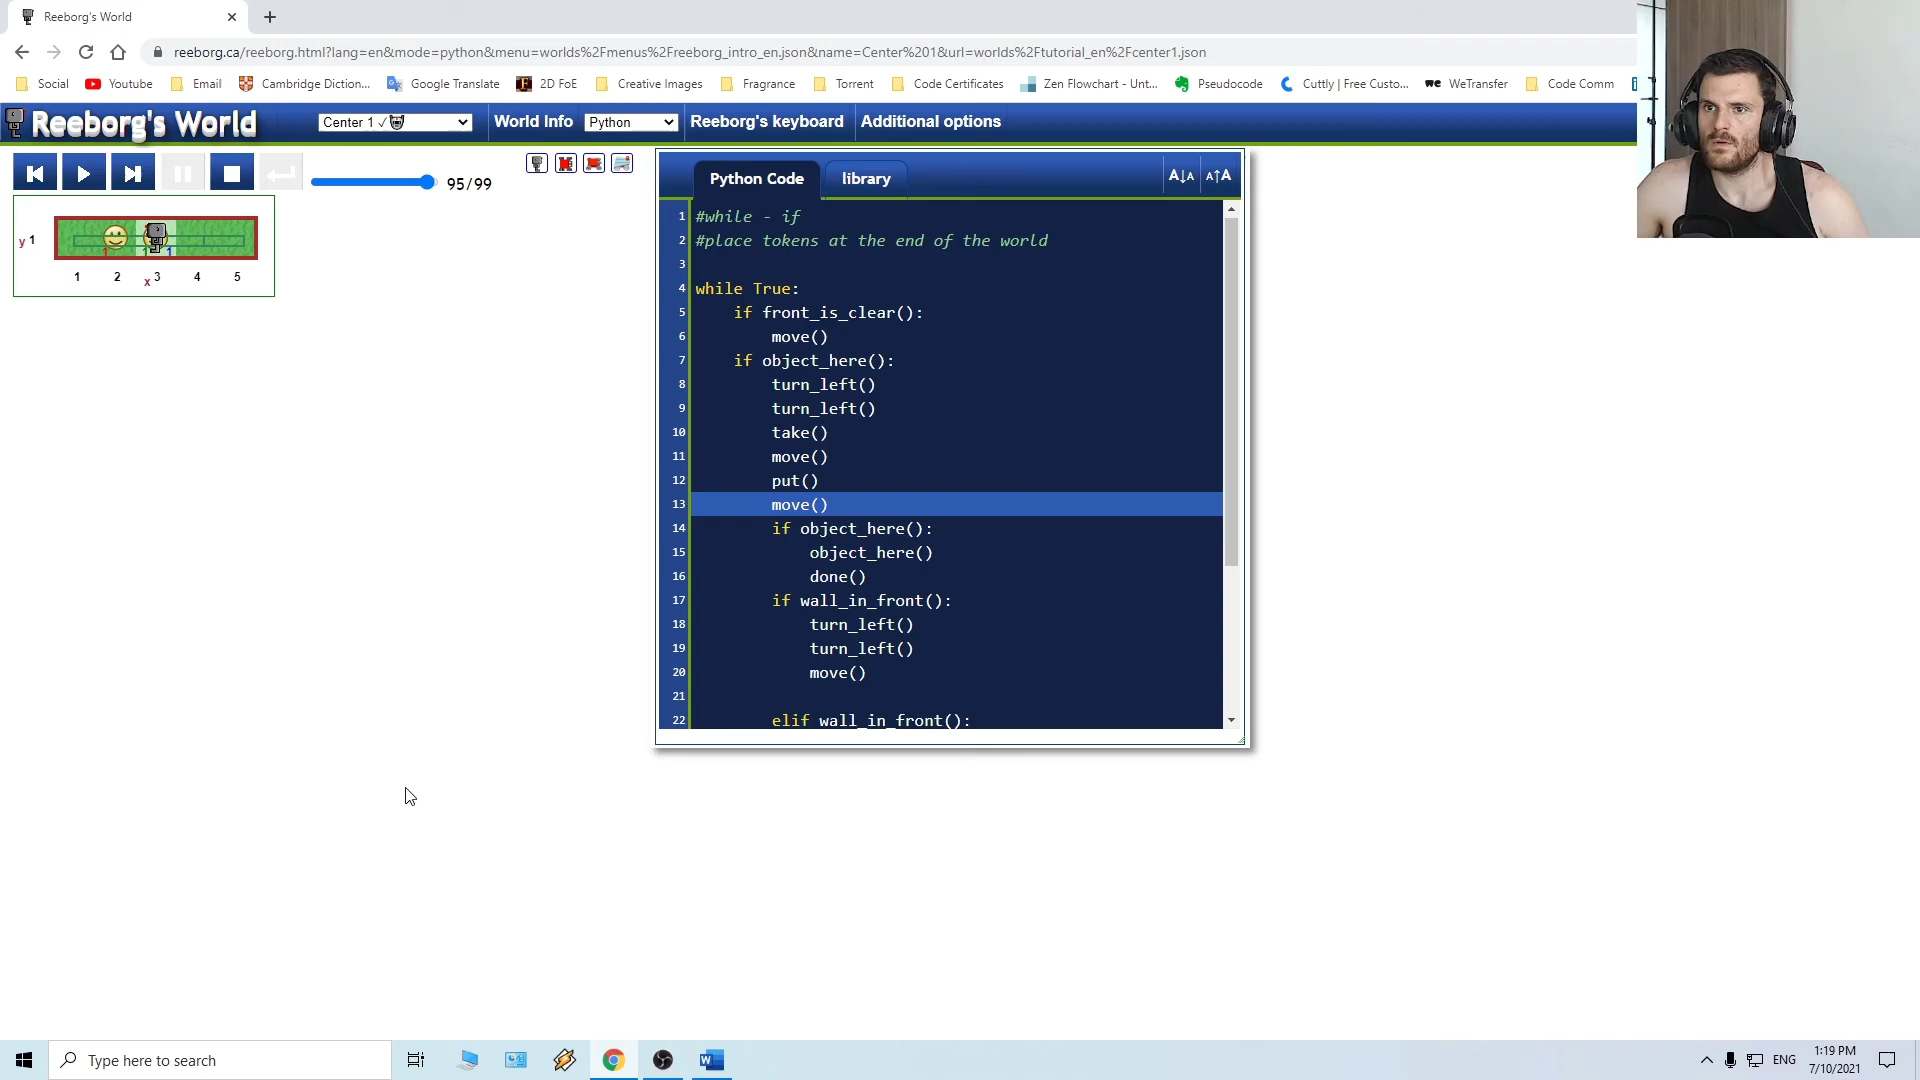 Reeborg's World
reeborg.ca/reeborg.html?lang=en&mode=python&menu=worlds%2Fmenus%2Freeborg_intro_en.json&name=Center%201&url=worlds%2Ftutorial_en%2Fcenter1.json
Social Youtube Email Cambridge Diction... Google Translate 2D FoE Creative Images Fragrance Torrent Code Certificates Zen Flowchart - Unt... Pseudocode Cuttly | Free Custo... WeTransfer Code Comm
Reeborg's World Center 1 ✓ World Info Python Reeborg's keyboard Additional options
95/99
y 1
1 2 3 4 5
x
Python Code library A↓A A↑A
1 #while - if
2 #place tokens at the end of the world
3
4 while True:
5 if front_is_clear():
6 move()
7 if object_here():
8 turn_left()
9 turn_left()
10 take()
11 move()
12 put()
13 move()
14 if object_here():
15 object_here()
16 done()
17 if wall_in_front():
18 turn_left()
19 turn_left()
20 move()
21
22 elif wall_in_front():
Type here to search
ENG
1:19 PM
7/10/2021